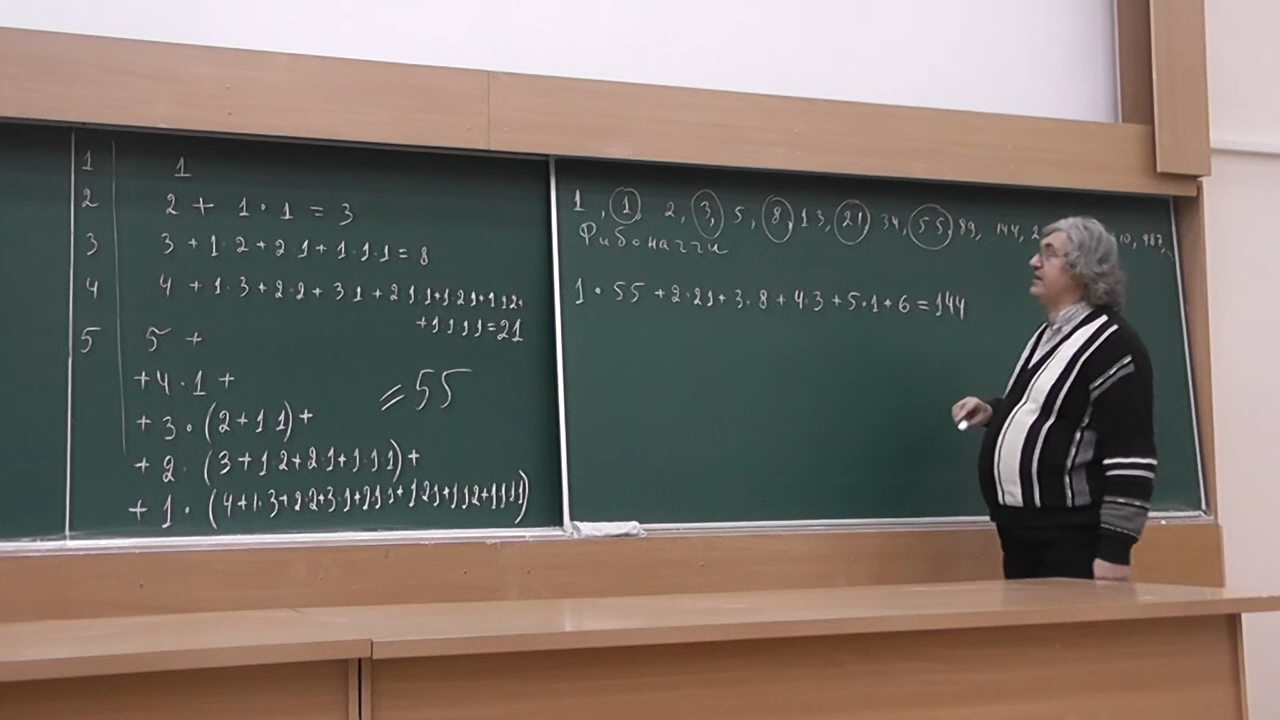 1 1
2 2 + 1·1 = 3
3 3 + 1·2 + 2 1 + 1·1·1 = 8
4 4 + 1·3 + 2·2 + 3 1 + 2 1·1 + 1·2 1 + 1 1 2 +
+ 1 1 1 1 = 21
5 5 +
+ 4·1 +
= 55
+ 3·(2 + 1 1) +
+ 2·(3 + 1·2 + 2·1 + 1·1 1) +
+ 1·(4 + 1·3 + 2·2 + 3·1 + 2 1 1 + 1 2 1 + 1 1 2 + 1 1 1 1)
1, 1, 2, 3, 5, 8, 13, 21, 34, 55, 89, 144, 2 10, 987,
Фибоначчи
1·55 + 2·21 + 3·8 + 4·3 + 5·1 + 6 = 144